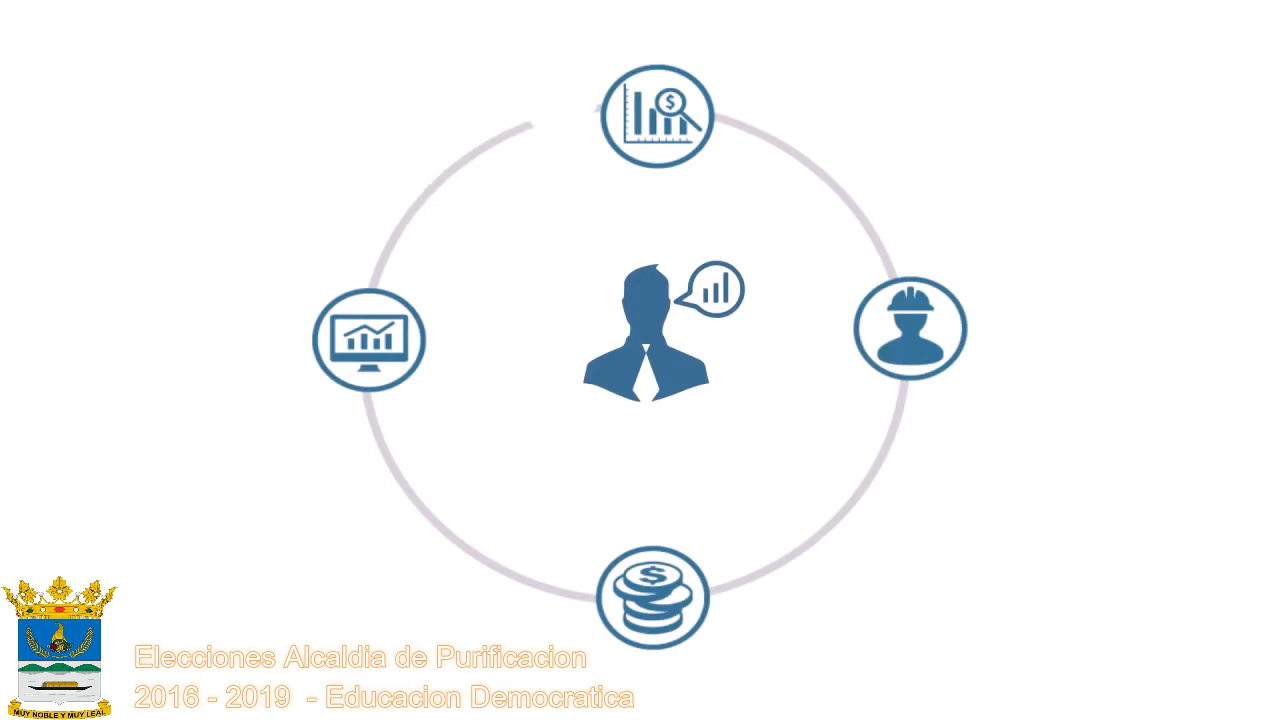 $
$
MUY NOBLE Y MUY LEAL
Elecciones Alcaldia de Purificacion
2016 - 2019 - Educacion Democratica